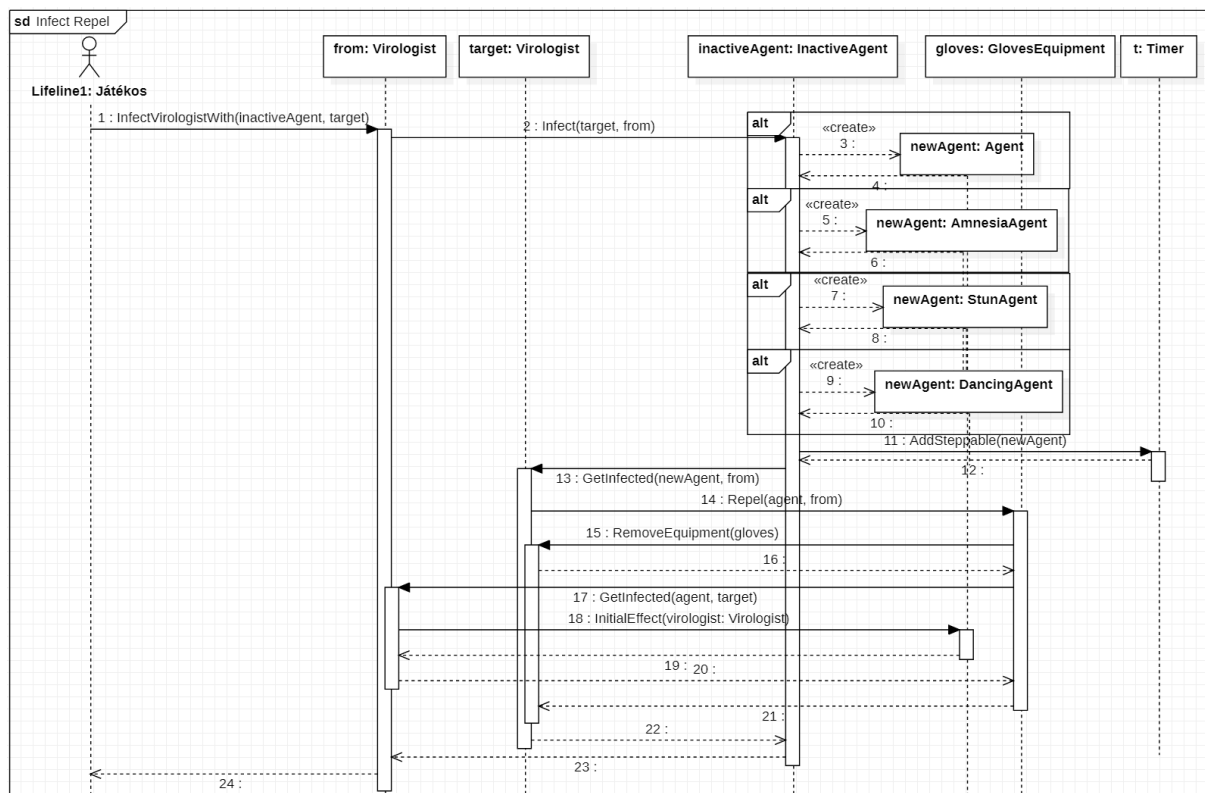 sd Infect Repel
from: Virologist
target: Virologist
inactiveAgent: InactiveAgent
gloves: GlovesEquipment
t: Timer
Lifeline1: Játékos
1 : InfectVirologistWith(inactiveAgent, target)
2 : Infect(target, from)
alt
«create»
3 :
newAgent: Agent
4 :
alt
«create»
5 :
newAgent: AmnesiaAgent
6 :
alt
«create»
7 :
newAgent: StunAgent
8 :
alt
«create»
9 :
newAgent: DancingAgent
10 :
11 : AddSteppable(newAgent)
12 :
13 : GetInfected(newAgent, from)
14 : Repel(agent, from)
15 : RemoveEquipment(gloves)
16 :
17 : GetInfected(agent, target)
18 : InitialEffect(virologist: Virologist)
19 :
20 :
21 :
22 :
23 :
24 :